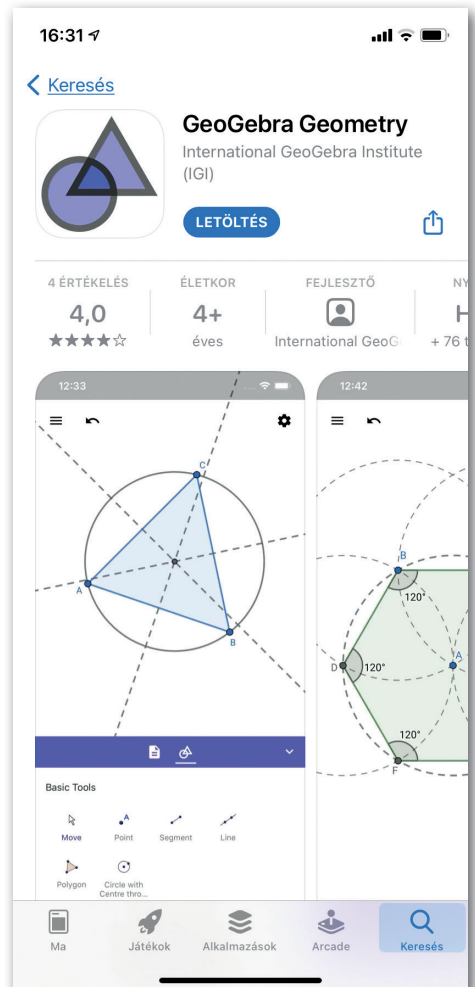 16:31
Keresés
GeoGebra Geometry
International GeoGebra Institute
(IGI)
LETÖLTÉS
4 ÉRTÉKELÉS
4,0
ÉLETKOR
4+
éves
FEJLESZTŐ
International GeoG
NY
H
+ 76 t
12:33
C
A
B
Basic Tools
Move
Point
Segment
Line
Polygon
Circle with
Centre thro...
12:42
B
120°
A
D
120°
120°
F
Ma
Játékok
Alkalmazások
Arcade
Keresés